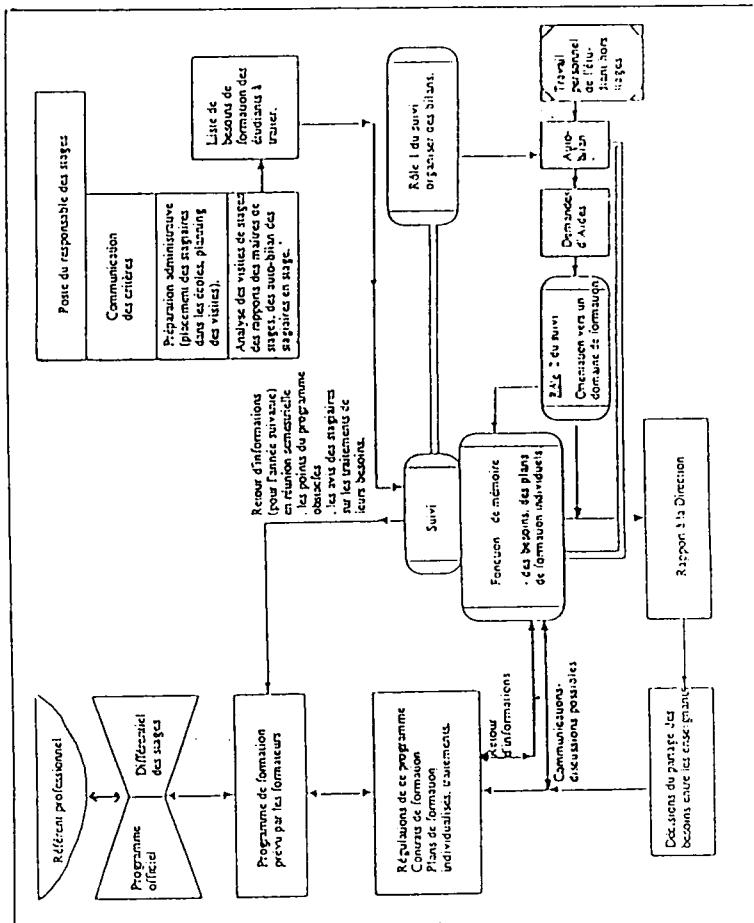 Référent professionnel
Programme
officiel
Différentiel
des stages
Programme de formation
prévu par les formateurs
Régulations de ce programme
Contrats de formation
Plans de formation
individualisés, traitements.
Retour
d'informations
Communications-
discussions possibles
Décisions du partage des
besoins entre les enseignants
Retour d'informations
(pour l'année suivante)
en réunion semestrielle
. les points du programme
obstacles
. les avis des stagiaires
sur les traitements de
leurs besoins.
Suivi
Fonction de mémoire
- des besoins, des plans
de formation individuels.
Rapport à la Direction
Poste du responsable des stages
Communication
des critères
Préparation administrative
(placement des stagiaires
dans les écoles, planning
des visites).
Analyse des visites de stages
des rapports des maîtres de
stages, des auto-bilan des
stagiaires en stage.
Liste de
besoins de
formation des
étudiants à
traiter.
Rôle 1 du suivi
organiser des bilans.
Rôle 2 du suivi
Orientation vers un
domaine de formation
Demandes
d'Aides
Auto-
bilan
Travail
personnel
de l'étu-
diant hors
stages